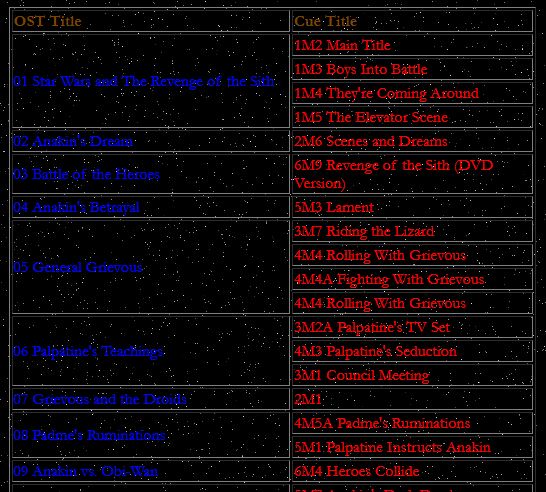 OST Title
Cue Title
01 Star Wars and The Revenge of the Sith
1M2 Main Title
1M3 Boys Into Battle
1M4 They're Coming Around
1M5 The Elevator Scene
02 Anakin's Dream
2M6 Scenes and Dreams
03 Battle of the Heroes
6M9 Revenge of the Sith (DVD
Version)
04 Anakin's Betrayal
5M3 Lament
05 General Grievous
3M7 Riding the Lizard
4M4 Rolling With Grievous
4M4A Fighting With Grievous
4M4 Rolling With Grievous
06 Palpatine's Teachings
3M2A Palpatine's TV Set
4M3 Palpatine's Seduction
3M1 Council Meeting
07 Grievous and the Droids
2M1
08 Padme's Ruminations
4M5A Padme's Ruminations
5M1 Palpatine Instructs Anakin
09 Anakin vs. Obi-Wan
6M4 Heroes Collide